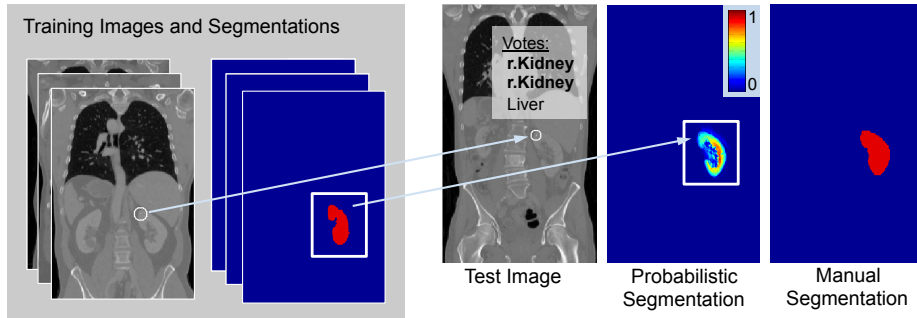 Training Images and Segmentations
Votes:
r.Kidney
r.Kidney
Liver
1
0
Test Image
Probabilistic
Segmentation
Manual
Segmentation